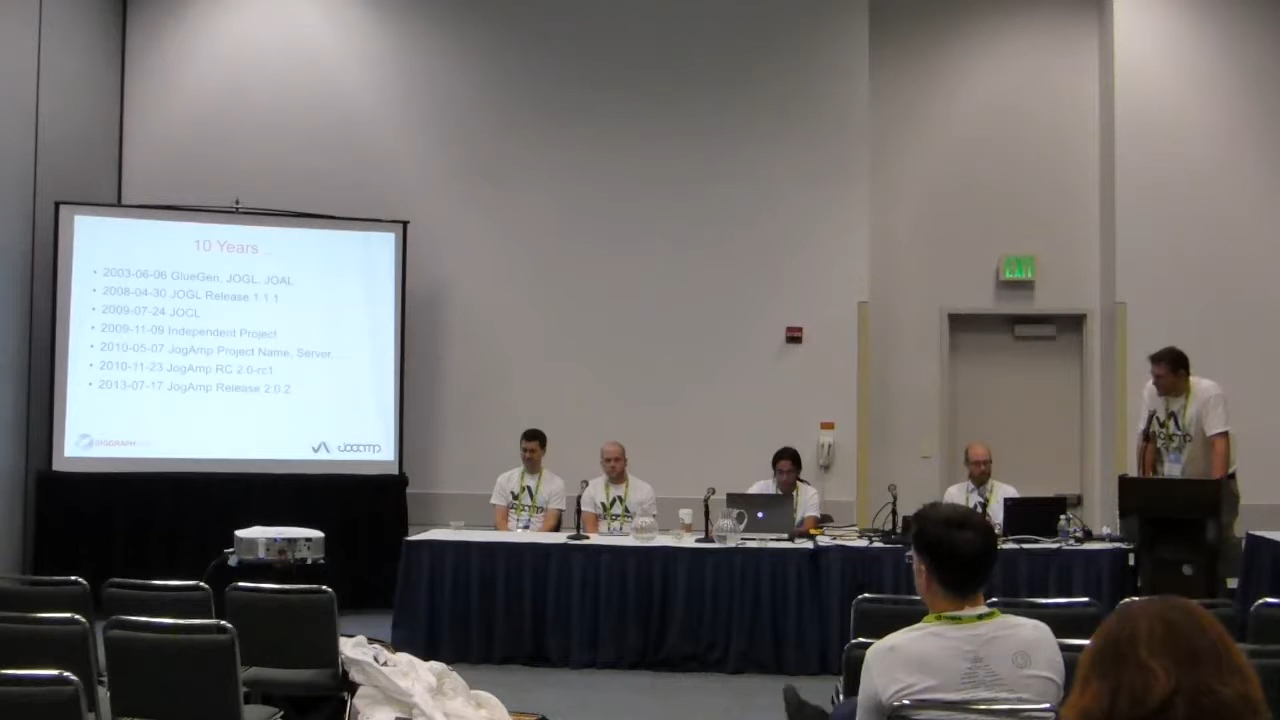 10 Years ...
• 2003-06-06 GlueGen, JOGL, JOAL
• 2008-04-30 JOGL Release 1.1.1
• 2009-07-24 JOCL
• 2009-11-09 Independent Project
• 2010-05-07 JogAmp Project Name, Server, ...
• 2010-11-23 JogAmp RC 2.0-rc1
• 2013-07-17 JogAmp Release 2.0.2
SIGGRAPH
JogAmp
EXIT